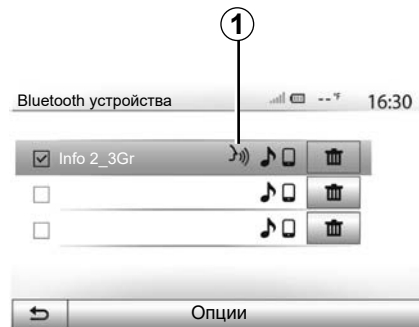 1
Bluetooth устройства --°F 16:30
Info 2_3Gr
Опции